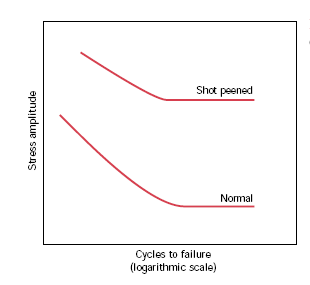 Shot peened
Stress amplitude
Normal
Cycles to failure
(logarithmic scale)